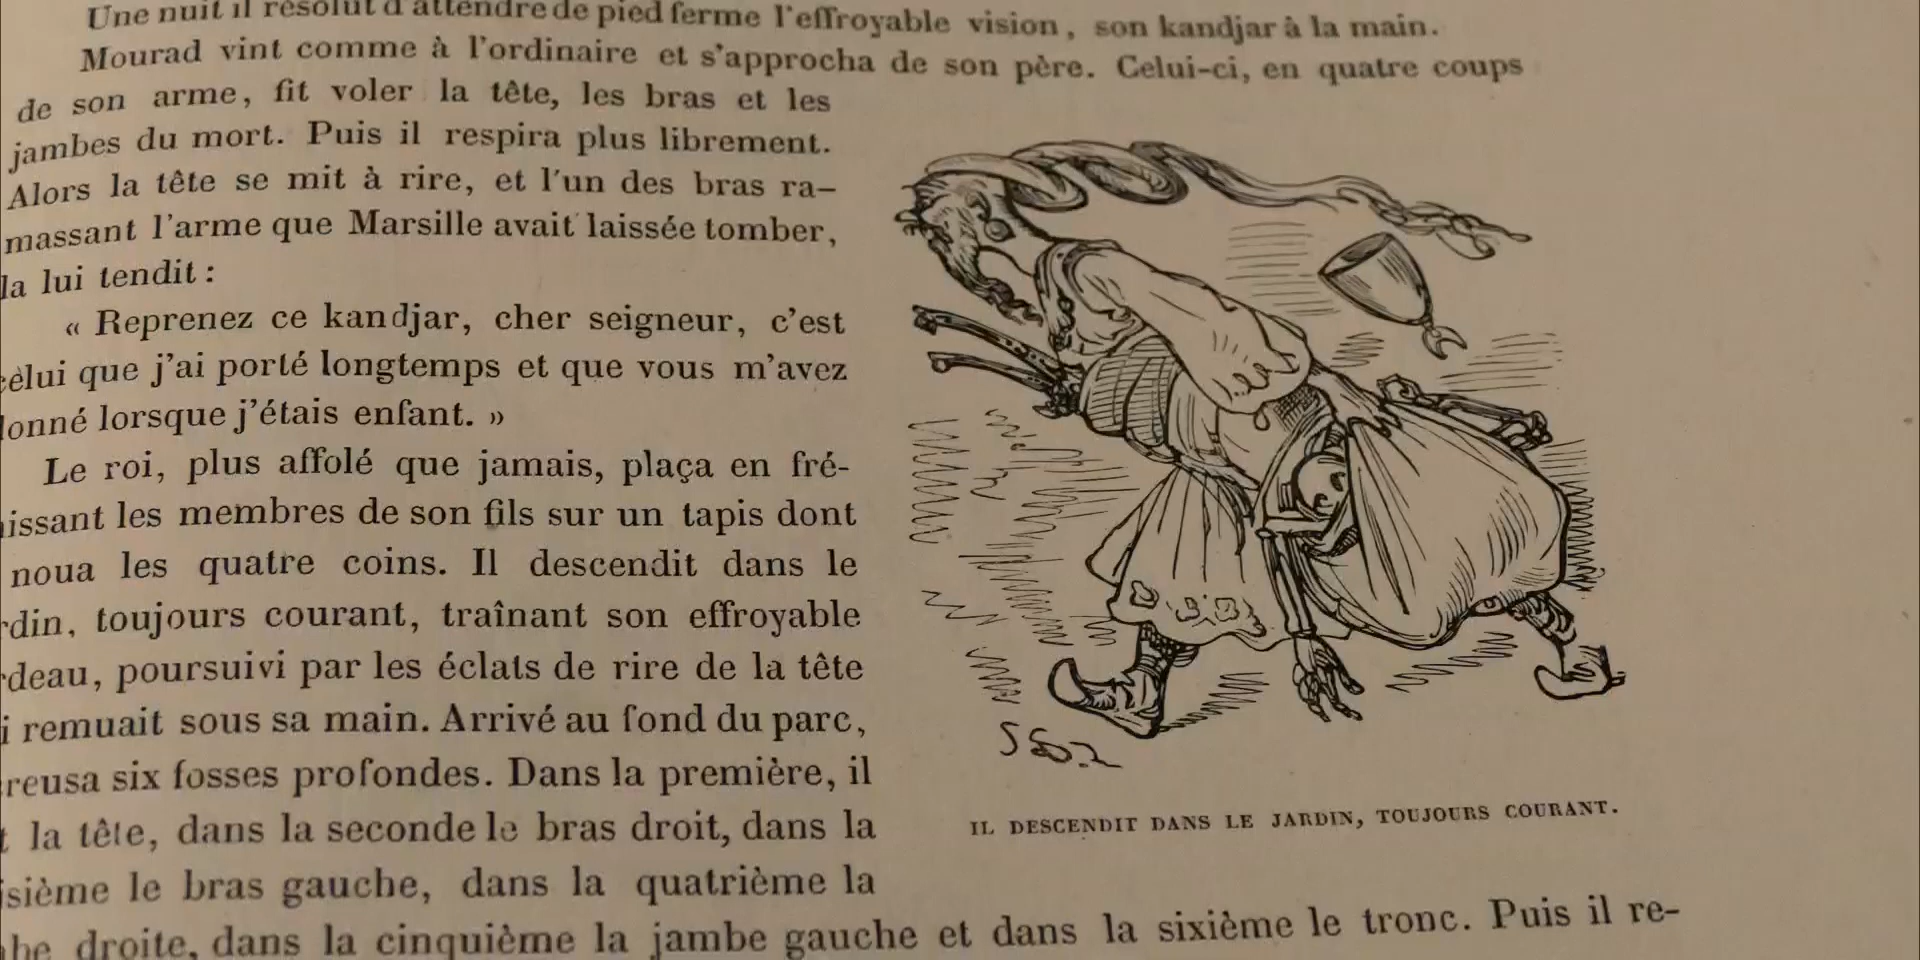 Une nuit il résolut d'attendre de pied ferme l'effroyable vision, son kandjar à la main.
Mourad vint comme à l'ordinaire et s'approcha de son père. Celui-ci, en quatre coups
de son arme, fit voler la tête, les bras et les
jambes du mort. Puis il respira plus librement.
Alors la tête se mit à rire, et l'un des bras ra-
massant l'arme que Marsille avait laissée tomber,
la lui tendit :
« Reprenez ce kandjar, cher seigneur, c'est
celui que j'ai porté longtemps et que vous m'avez
donné lorsque j'étais enfant. »
Le roi, plus affolé que jamais, plaça en fré-
issant les membres de son fils sur un tapis dont
noua les quatre coins. Il descendit dans le
rdin, toujours courant, traînant son effroyable
rdeau, poursuivi par les éclats de rire de la tête
i remuait sous sa main. Arrivé au fond du parc,
reusa six fosses profondes. Dans la première, il
t la tête, dans la seconde le bras droit, dans la
isième le bras gauche, dans la quatrième la
be droite, dans la cinquième la jambe gauche et dans la sixième le tronc. Puis il re-
IL DESCENDIT DANS LE JARDIN, TOUJOURS COURANT.